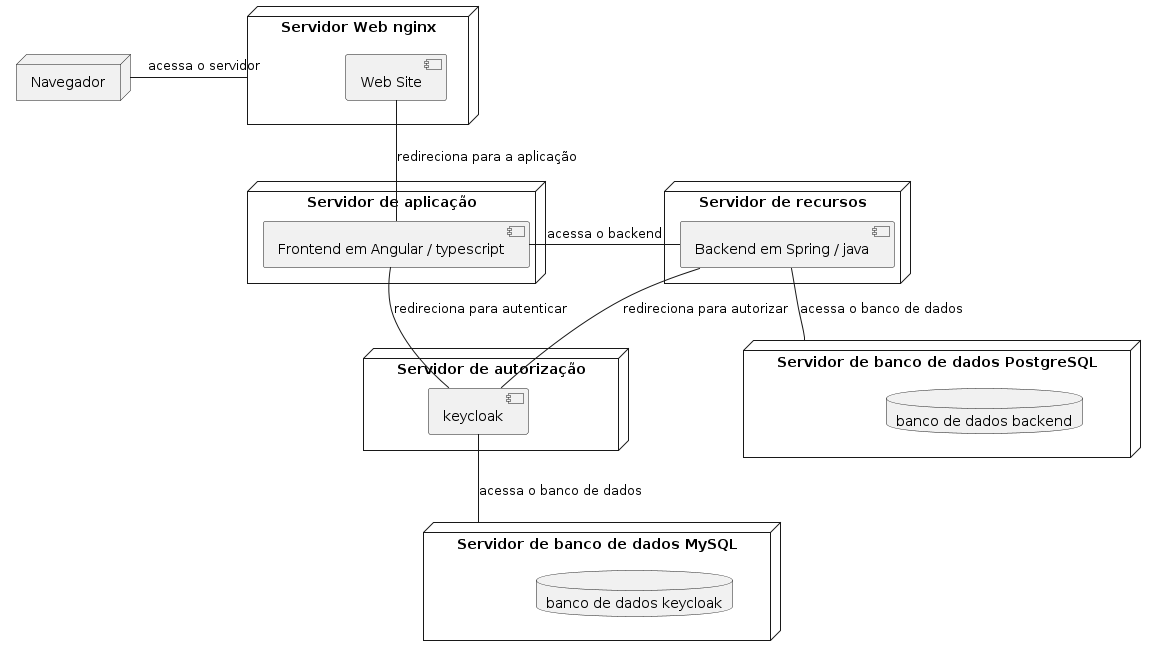 Servidor Web nginx
acessa o servidor
Navegador
Web Site
redireciona para a aplicação
Servidor de aplicação
Servidor de recursos
acessa o backend
Frontend em Angular / typescript
Backend em Spring / java
redireciona para autenticar
redireciona para autorizar
acessa o banco de dados
Servidor de autorização
Servidor de banco de dados PostgreSQL
keycloak
banco de dados backend
acessa o banco de dados
Servidor de banco de dados MySQL
banco de dados keycloak